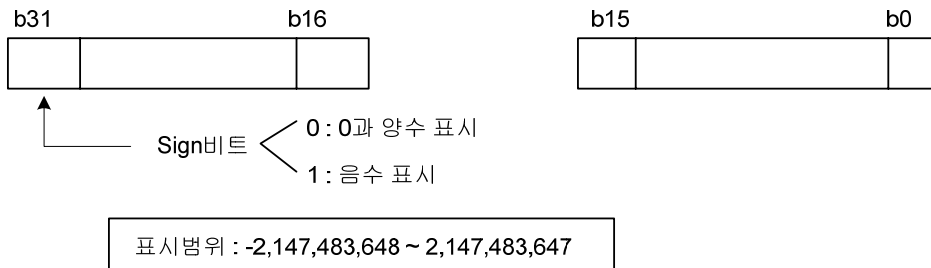 b31 b16 b15 b0
0 : 0과 양수 표시
Sign비트
1 : 음수 표시
표시범위 : -2,147,483,648 ~ 2,147,483,647